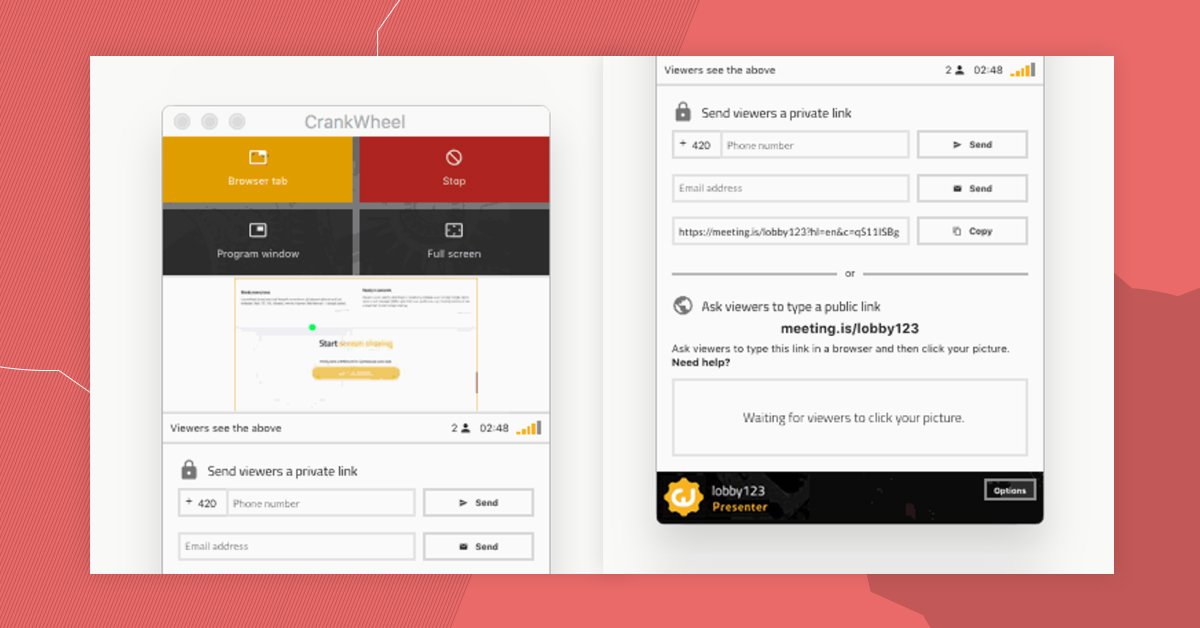 CrankWheel
Browser tab
Stop
Program window
Full screen
Start screen sharing
Viewers see the above
2 02:48
Send viewers a private link
+ 420 Phone number Send
Email address Send
Viewers see the above
2 02:48
Send viewers a private link
+ 420 Phone number Send
Email address Send
https://meeting.is/lobby123?hl=en&c=qS11ISBg Copy
or
Ask viewers to type a public link
meeting.is/lobby123
Ask viewers to type this link in a browser and then click your picture.
Need help?
Waiting for viewers to click your picture.
lobby123
Presenter
Options